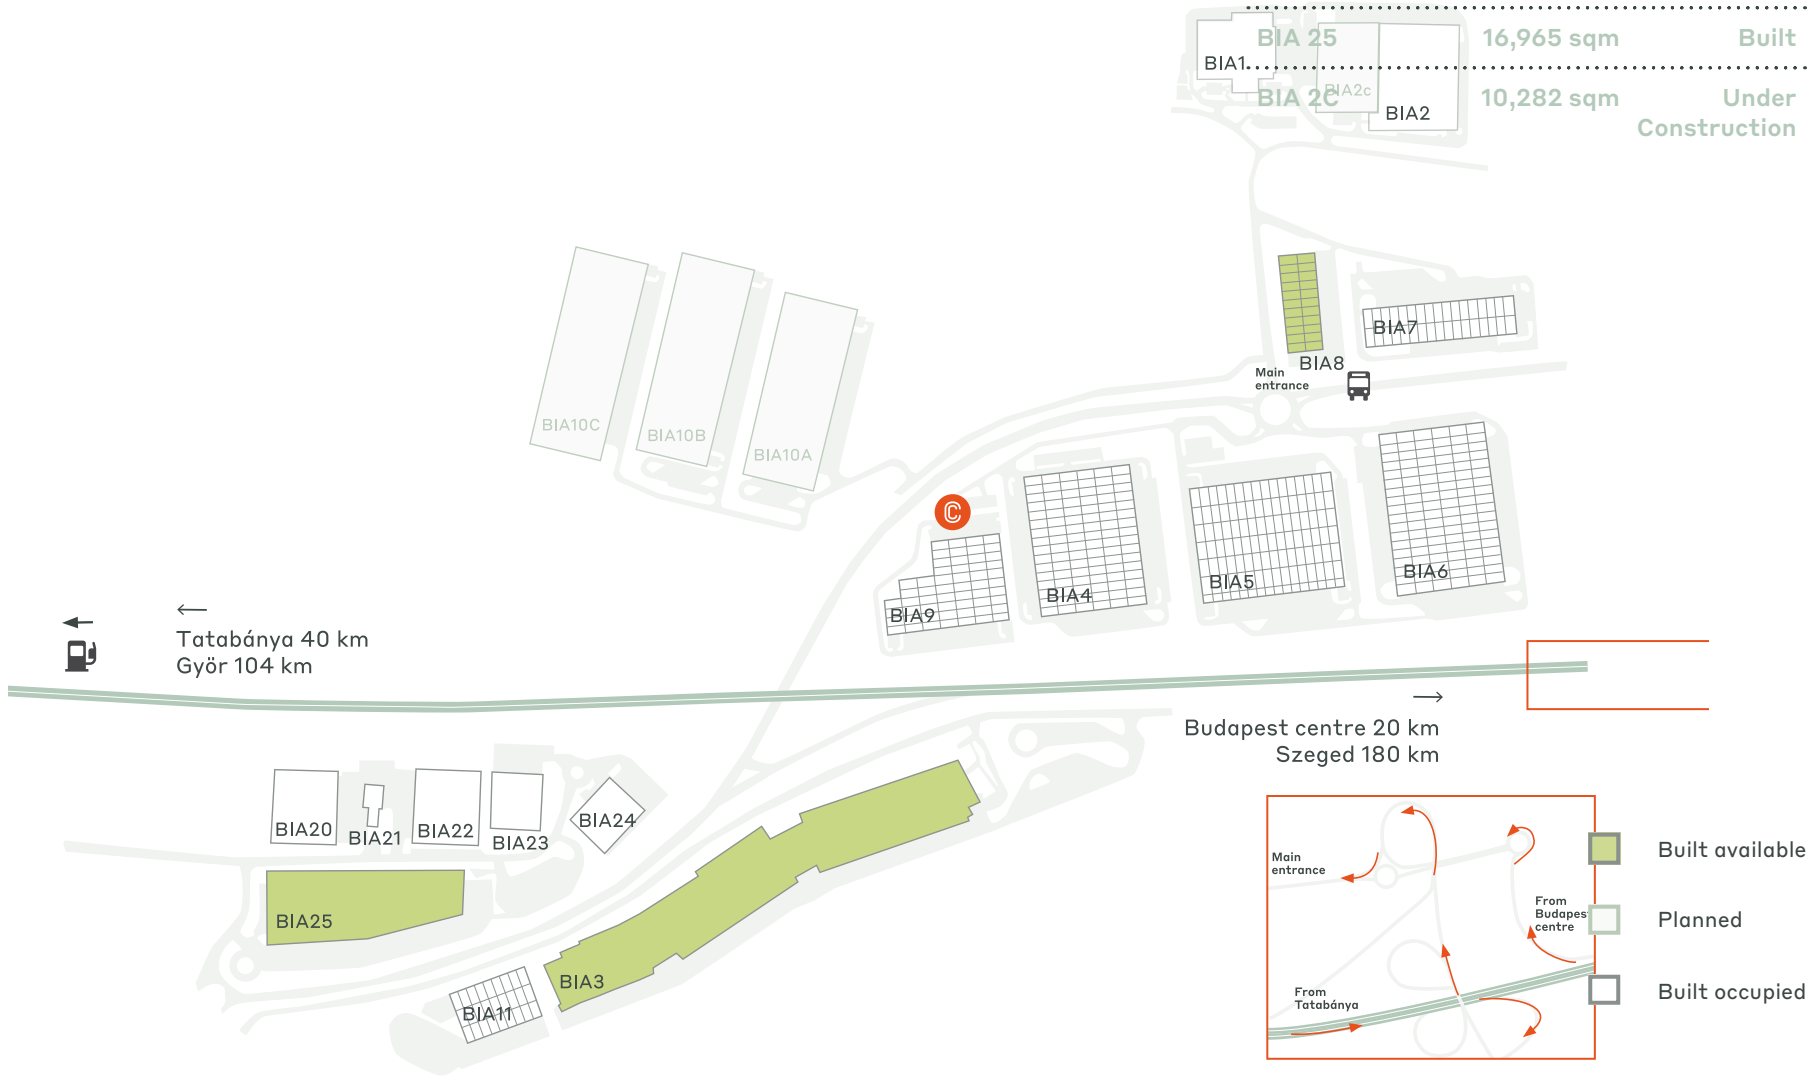 BIA 25 16,965 sqm Built
BIA1
BIA2c
BIA 2C 10,282 sqm Under
Construction
BIA2
BIA7
BIA8
Main
entrance
BIA10C
BIA10B
BIA10A
C
BIA6
BIA5
BIA4
BIA9
Tatabánya 40 km
Györ 104 km
Budapest centre 20 km
Szeged 180 km
BIA20
BIA21
BIA22
BIA23
BIA24
BIA25
BIA3
BIA11
Main
entrance
From
Budapest
centre
From
Tatabánya
Built available
Planned
Built occupied